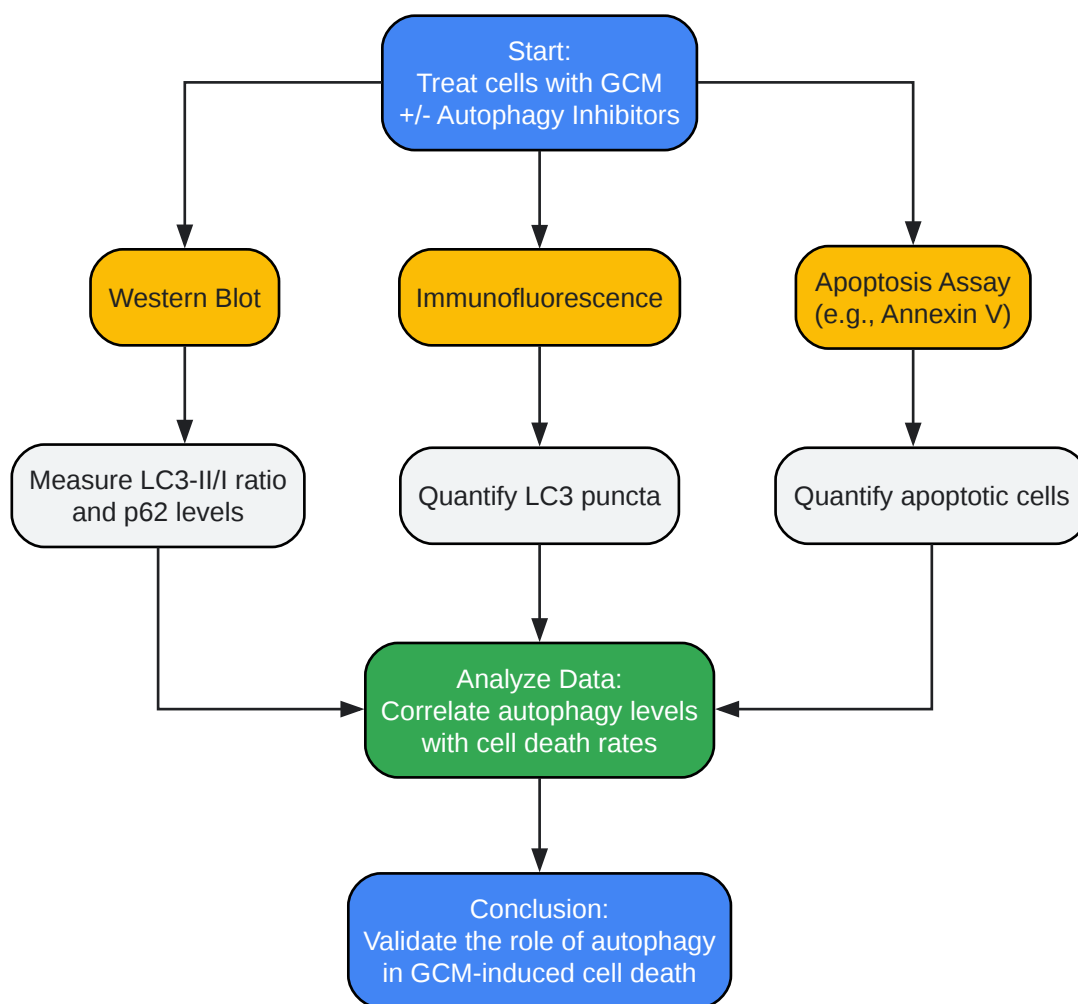 Start:
Treat cells with GCM
+/- Autophagy Inhibitors
Western Blot
Immunofluorescence
Apoptosis Assay
(e.g., Annexin V)
Measure LC3-II/I ratio
and p62 levels
Quantify LC3 puncta
Quantify apoptotic cells
Analyze Data:
Correlate autophagy levels
with cell death rates
Conclusion:
Validate the role of autophagy
in GCM-induced cell death